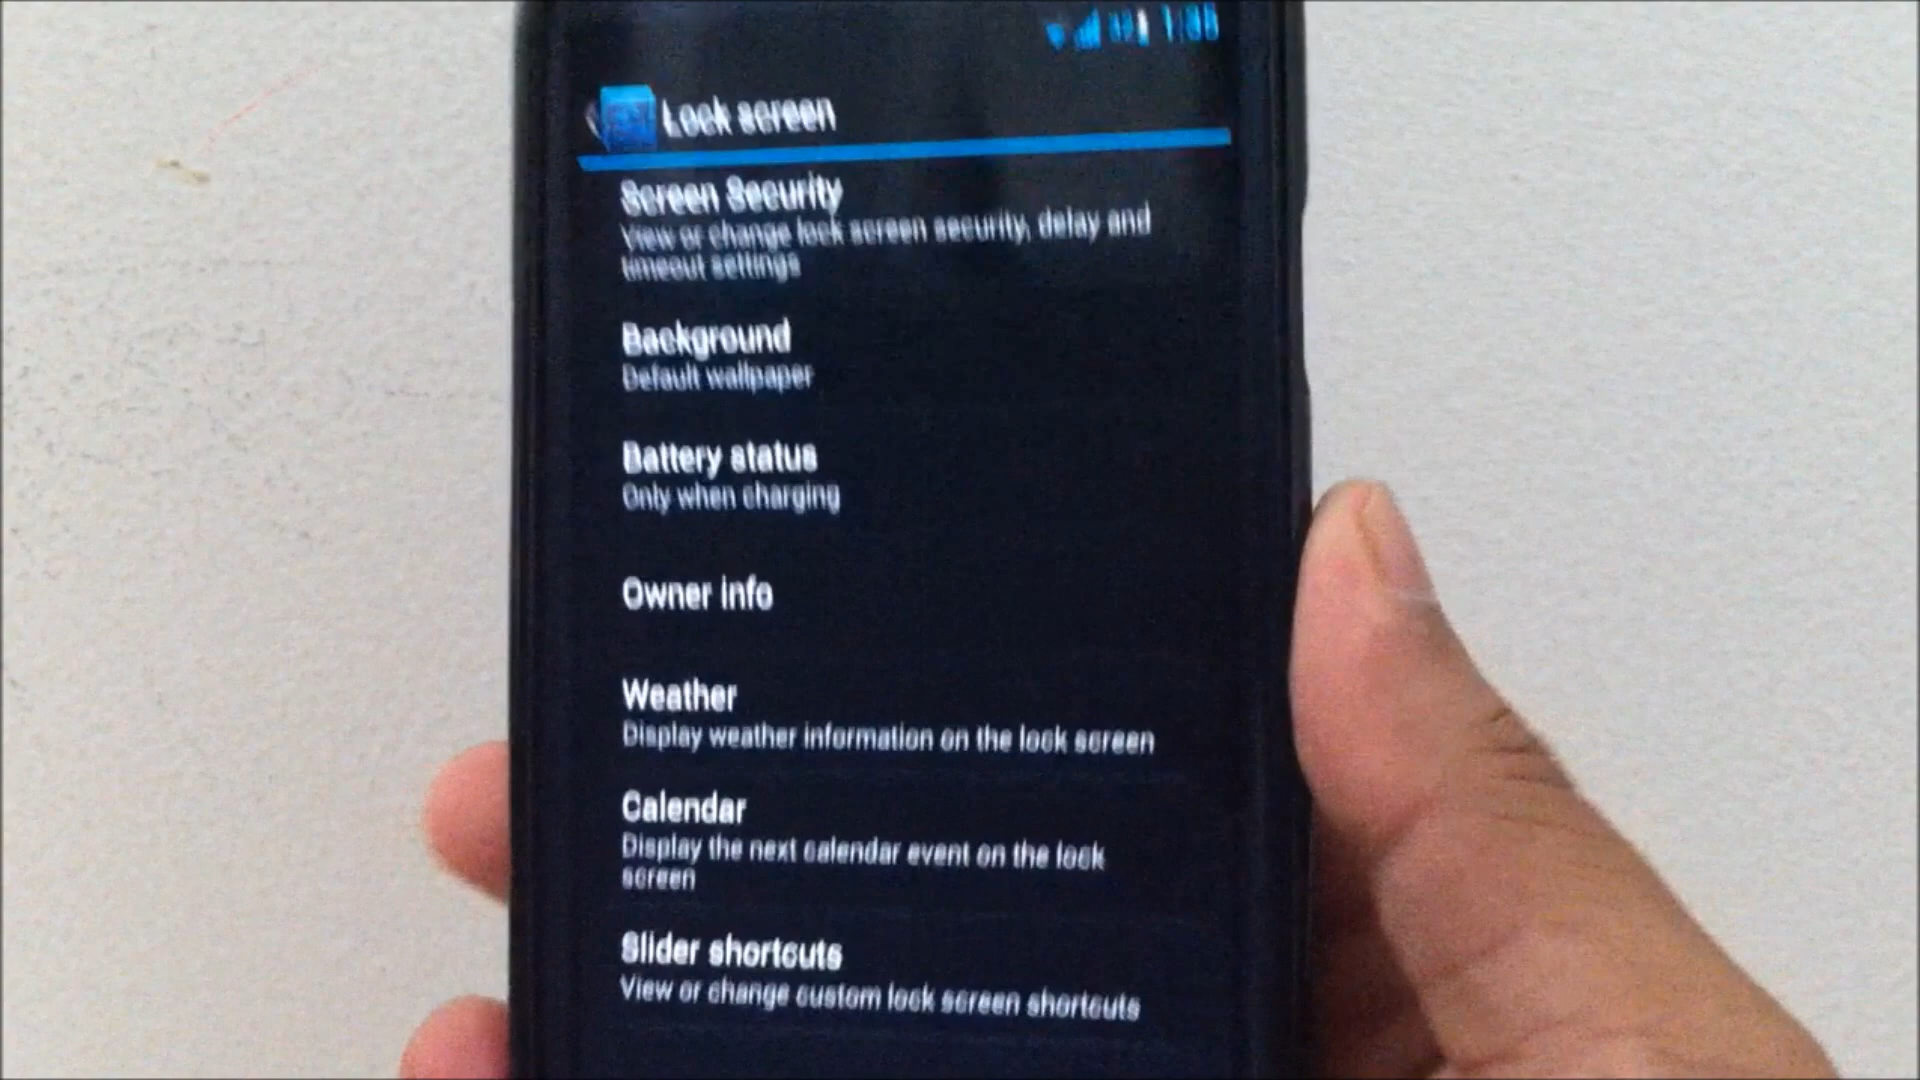 Lock screen
Screen Security
View or change lock screen security, delay and
timeout settings
Background
Default wallpaper
Battery status
Only when charging
Owner info
Weather
Display weather information on the lock screen
Calendar
Display the next calendar event on the lock
screen
Slider shortcuts
View or change custom lock screen shortcuts